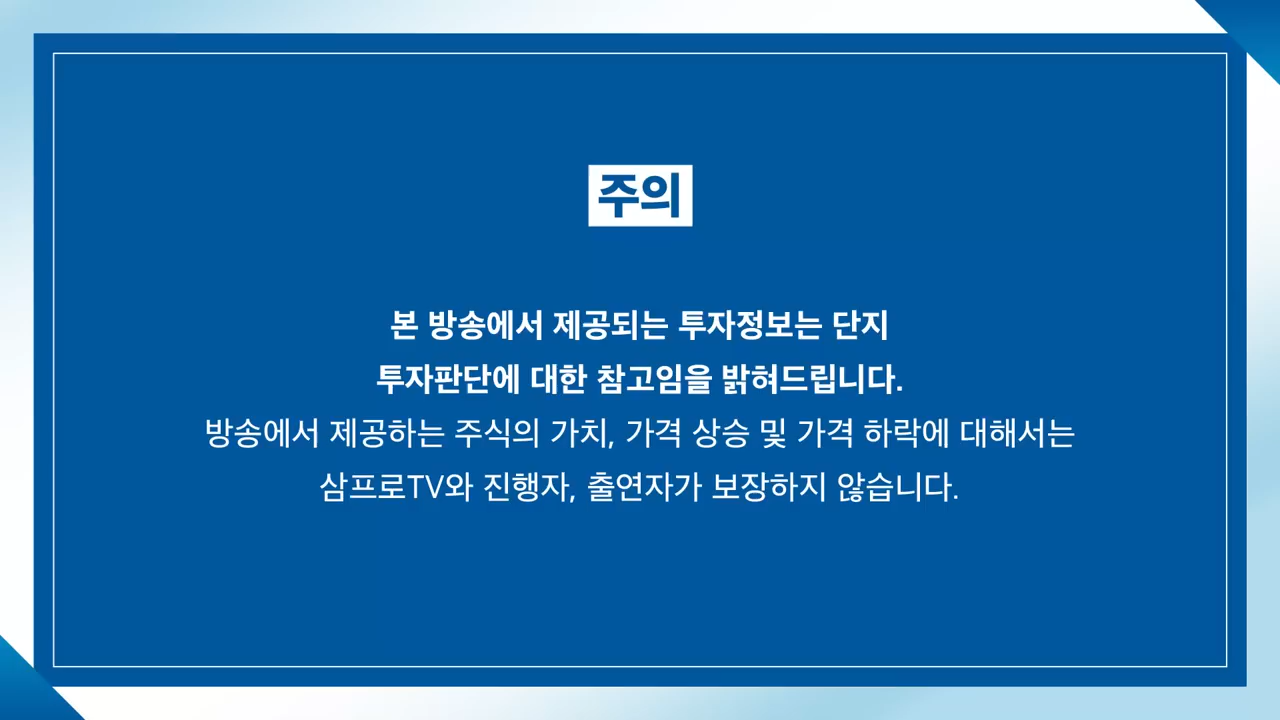 주의
본 방송에서 제공되는 투자정보는 단지
투자판단에 대한 참고임을 밝혀드립니다.
방송에서 제공하는 주식의 가치, 가격 상승 및 가격 하락에 대해서는
삼프로TV와 진행자, 출연자가 보장하지 않습니다.